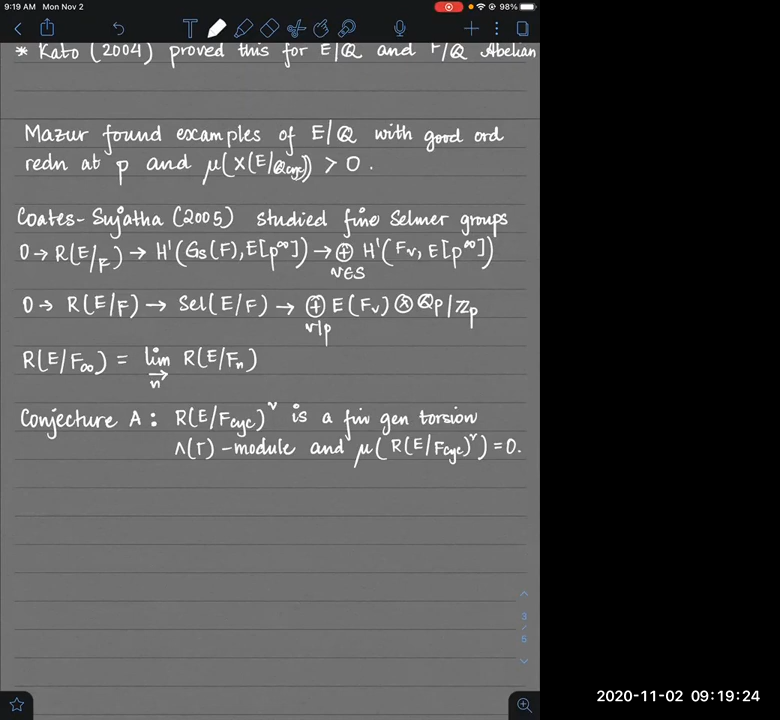 9:19 AM Mon Nov 2
98%
* Kato (2004) proved this for E/Q and F/Q Abelian
Mazur found examples of E/Q with good ord
redn at p and μ(X(E/Qcyc)) > 0.
Coates-Sujatha (2005) studied fine Selmer groups
0 → R(E/F) → H'(Gs(F), E[p^∞]) → ⊕_{v∈S} H'(Fv, E[p^∞])
0 → R(E/F) → Sel(E/F) → ⊕_{v|p} E(Fv) ⊗ Qp/Zp
R(E/F∞) = lim_{→n} R(E/Fn)
Conjecture A: R(E/Fcyc)^v is a fin gen torsion
Λ(Γ)-module and μ(R(E/Fcyc)^v) = 0.
3
/
5
2020-11-02 09:19:24